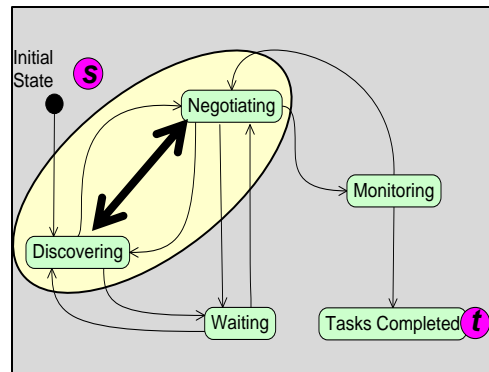 Initial
State
s
Negotiating
Monitoring
Discovering
Waiting
Tasks Completed
t